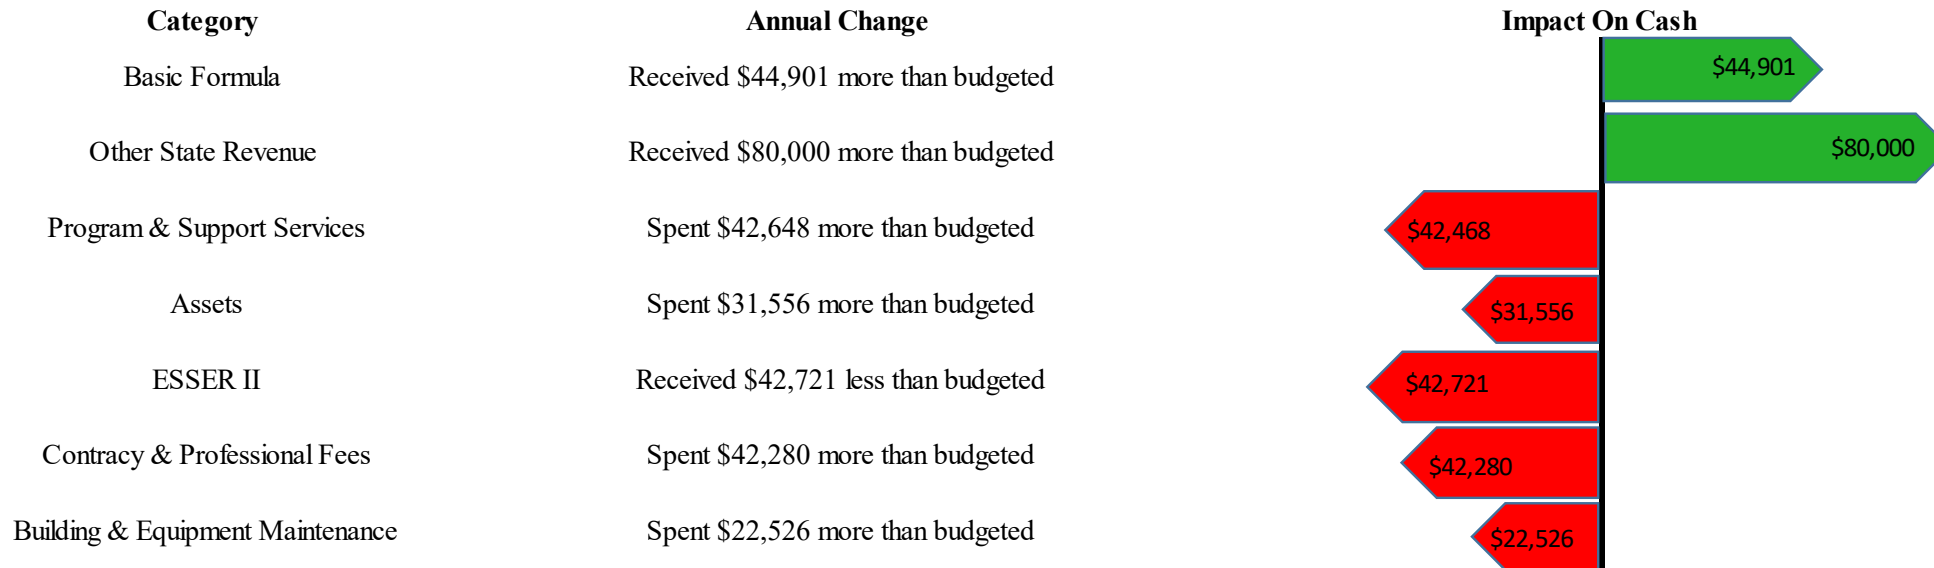 Category Annual Change Impact On Cash
Basic Formula Received $44,901 more than budgeted $44,901
Other State Revenue Received $80,000 more than budgeted $80,000
Program & Support Services Spent $42,648 more than budgeted $42,468
Assets Spent $31,556 more than budgeted $31,556
ESSER II Received $42,721 less than budgeted $42,721
Contracy & Professional Fees Spent $42,280 more than budgeted $42,280
Building & Equipment Maintenance Spent $22,526 more than budgeted $22,526